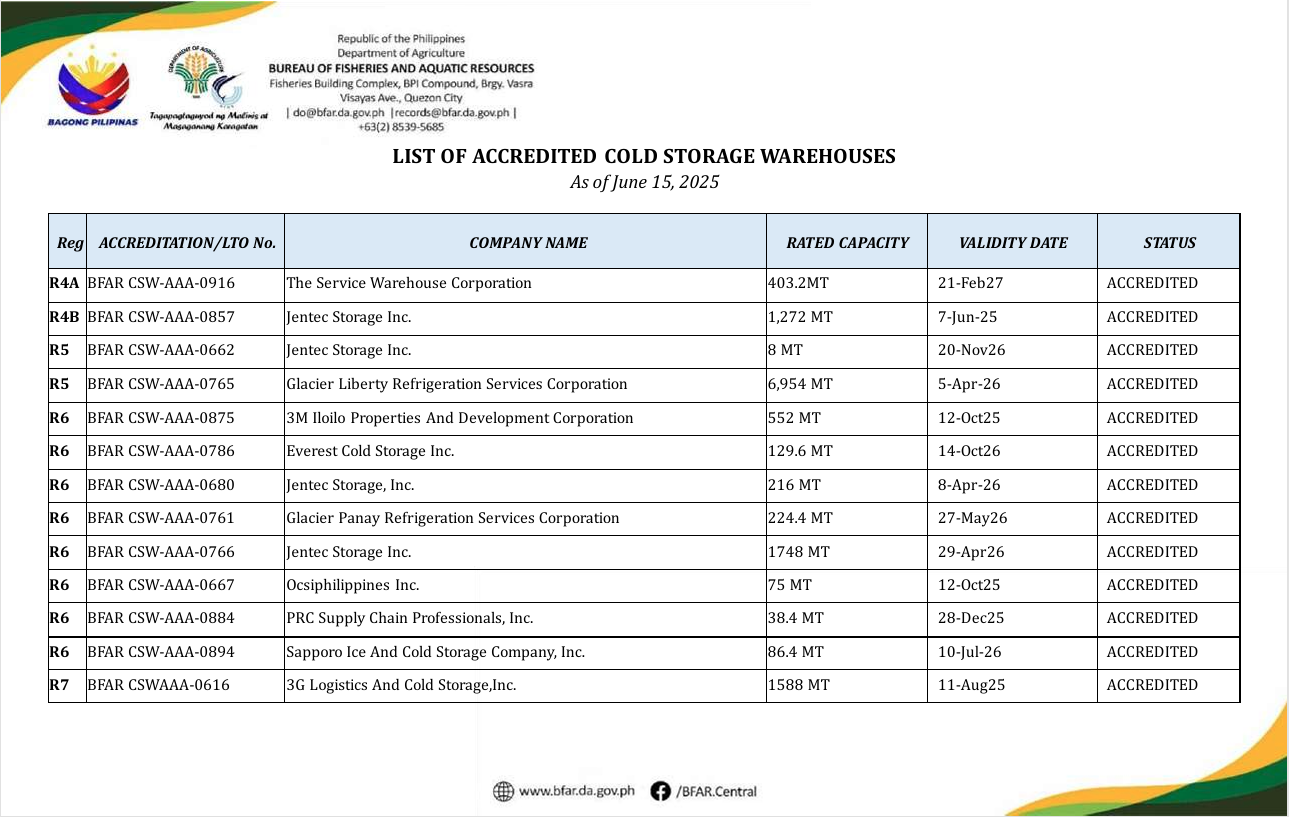 Republic of the Philippines
Department of Agriculture
BUREAU OF FISHERIES AND AQUATIC RESOURCES
Fisheries Building Complex, BPI Compound, Brgy. Vasra
Visayas Ave., Quezon City
| do@bfar.da.gov.ph |records@bfar.da.gov.ph |
+63(2) 8539-5685
BAGONG PILIPINAS
DEPARTMENT OF AGRICULTURE
Tagapagtaguyod ng Malinis at
Masaganang Karagatan
LIST OF ACCREDITED COLD STORAGE WAREHOUSES
As of June 15, 2025
Reg ACCREDITATION/LTO No. COMPANY NAME RATED CAPACITY VALIDITY DATE STATUS
R4A BFAR CSW-AAA-0916 The Service Warehouse Corporation 403.2MT 21-Feb27 ACCREDITED
R4B BFAR CSW-AAA-0857 Jentec Storage Inc. 1,272 MT 7-Jun-25 ACCREDITED
R5 BFAR CSW-AAA-0662 Jentec Storage Inc. 8 MT 20-Nov26 ACCREDITED
R5 BFAR CSW-AAA-0765 Glacier Liberty Refrigeration Services Corporation 6,954 MT 5-Apr-26 ACCREDITED
R6 BFAR CSW-AAA-0875 3M Iloilo Properties And Development Corporation 552 MT 12-Oct25 ACCREDITED
R6 BFAR CSW-AAA-0786 Everest Cold Storage Inc. 129.6 MT 14-Oct26 ACCREDITED
R6 BFAR CSW-AAA-0680 Jentec Storage, Inc. 216 MT 8-Apr-26 ACCREDITED
R6 BFAR CSW-AAA-0761 Glacier Panay Refrigeration Services Corporation 224.4 MT 27-May26 ACCREDITED
R6 BFAR CSW-AAA-0766 Jentec Storage Inc. 1748 MT 29-Apr26 ACCREDITED
R6 BFAR CSW-AAA-0667 Ocsiphilippines Inc. 75 MT 12-Oct25 ACCREDITED
R6 BFAR CSW-AAA-0884 PRC Supply Chain Professionals, Inc. 38.4 MT 28-Dec25 ACCREDITED
R6 BFAR CSW-AAA-0894 Sapporo Ice And Cold Storage Company, Inc. 86.4 MT 10-Jul-26 ACCREDITED
R7 BFAR CSWAAA-0616 3G Logistics And Cold Storage,Inc. 1588 MT 11-Aug25 ACCREDITED
www.bfar.da.gov.ph /BFAR.Central